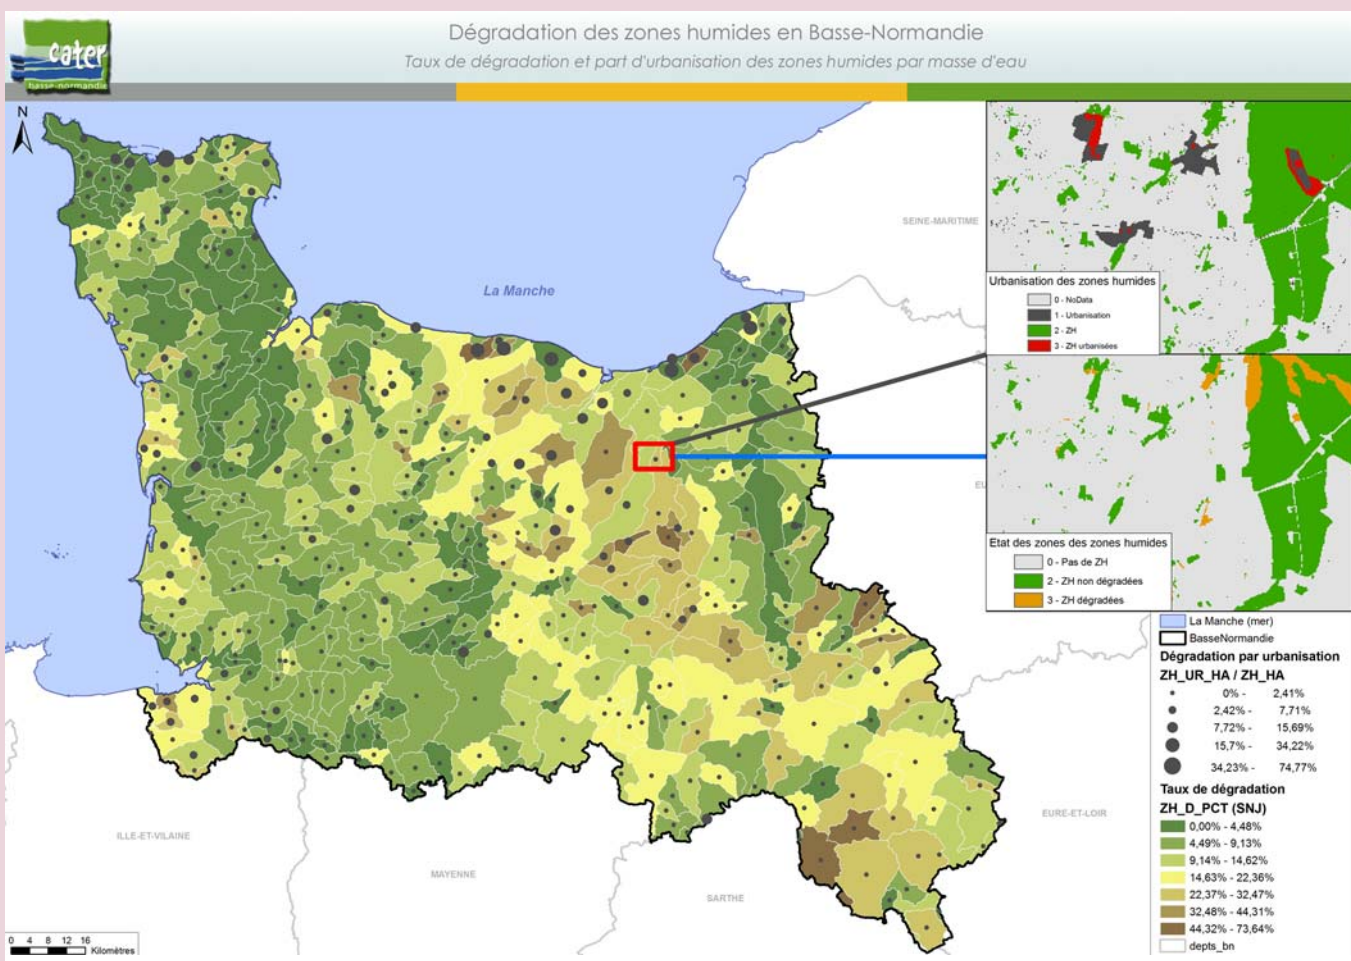 Dégradation des zones humides en Basse-Normandie
Taux de dégradation et part d'urbanisation des zones humides par masse d'eau
cater
basse-normandie
N
SEINE-MARITIME
La Manche
EU
ILLE-ET-VILAINE
MAYENNE
SARTHE
EURE-ET-LOIR
0 4 8 12 16
Kilomètres
Urbanisation des zones humides
0 - NoData
1 - Urbanisation
2 - ZH
3 - ZH urbanisées
Etat des zones des zones humides
0 - Pas de ZH
2 - ZH non dégradées
3 - ZH dégradées
La Manche (mer)
BasseNormandie
Dégradation par urbanisation
ZH_UR_HA / ZH_HA
0% - 2,41%
2,42% - 7,71%
7,72% - 15,69%
15,7% - 34,22%
34,23% - 74,77%
Taux de dégradation
ZH_D_PCT (SNJ)
0,00% - 4,48%
4,49% - 9,13%
9,14% - 14,62%
14,63% - 22,36%
22,37% - 32,47%
32,48% - 44,31%
44,32% - 73,64%
depts_bn